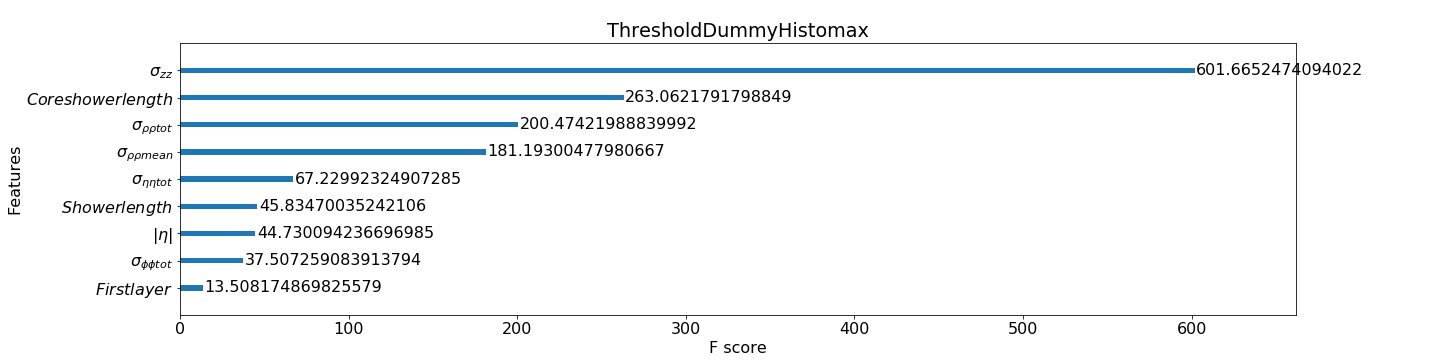 ThresholdDummyHistomax
σzz 601.6652474094022
Coreshowerlength 263.0621791798849
σρρtot 200.47421988839992
σρρmean 181.19300477980667
σηηtot 67.22992324907285
Showerlength 45.83470035242106
|η| 44.730094236696985
σϕϕtot 37.507259083913794
Firstlayer 13.508174869825579
Features
0 100 200 300 400 500 600
F score